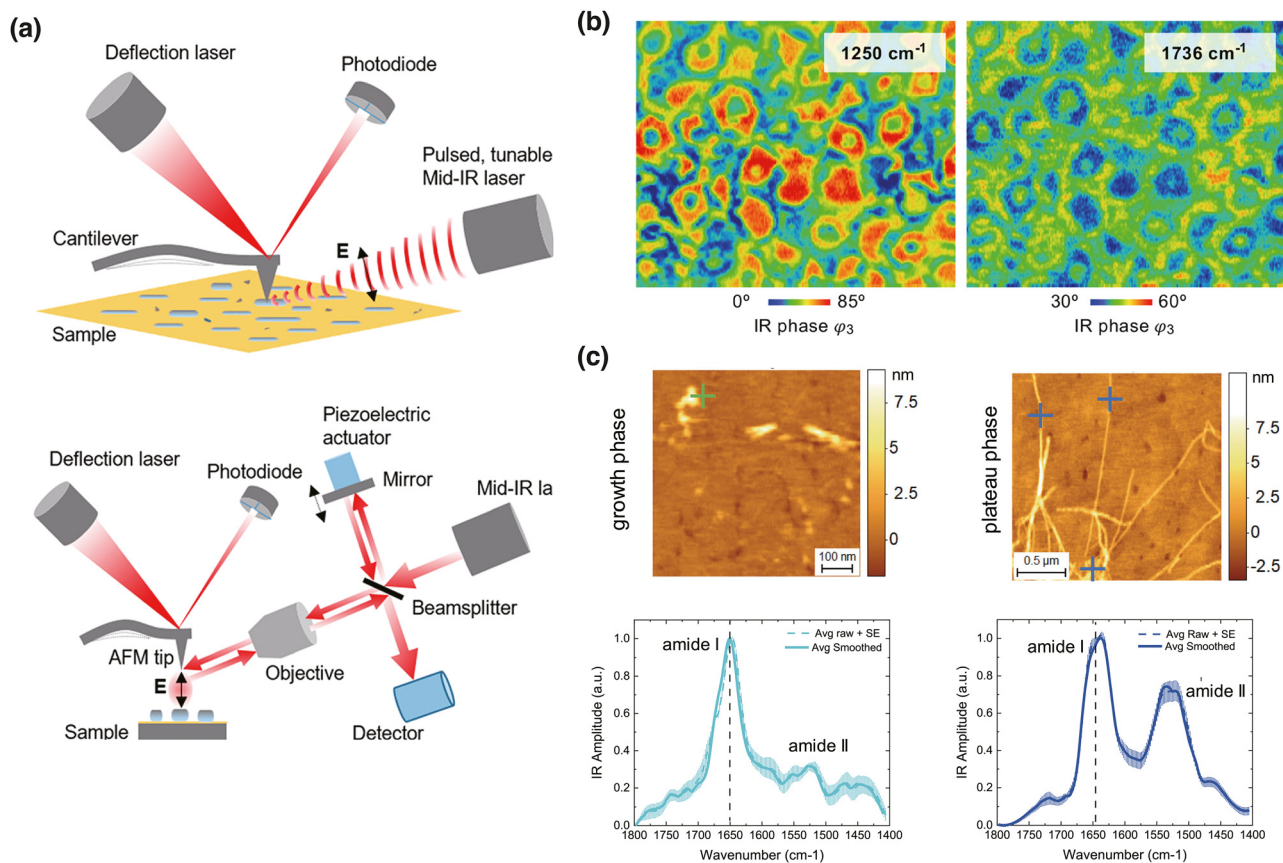 (a)
Deflection laser
Photodiode
Pulsed, tunable
Mid-IR laser
Cantilever
E
Sample
Piezoelectric
actuator
Deflection laser
Photodiode
Mirror
Mid-IR la
Beamsplitter
AFM tip
Objective
E
Sample
Detector
(b)
1250 cm⁻¹
1736 cm⁻¹
0° 85°
IR phase φ₃
30° 60°
IR phase φ₃
(c)
growth phase
nm
7.5
5
2.5
0
100 nm
plateau phase
nm
7.5
5
2.5
0
-2.5
0.5 µm
amide I
Avg raw + SE
Avg Smoothed
amide II
IR Amplitude (a.u.)
1.0
0.8
0.6
0.4
0.2
0.0
1800 1750 1700 1650 1600 1550 1500 1450 1400
Wavenumber (cm-1)
amide I
Avg Raw + SE
Avg Smoothed
amide II
IR Amplitude (a.u.)
1.0
0.8
0.6
0.4
0.2
0.0
1800 1750 1700 1650 1600 1550 1500 1450 1400
Wavenumber (cm-1)